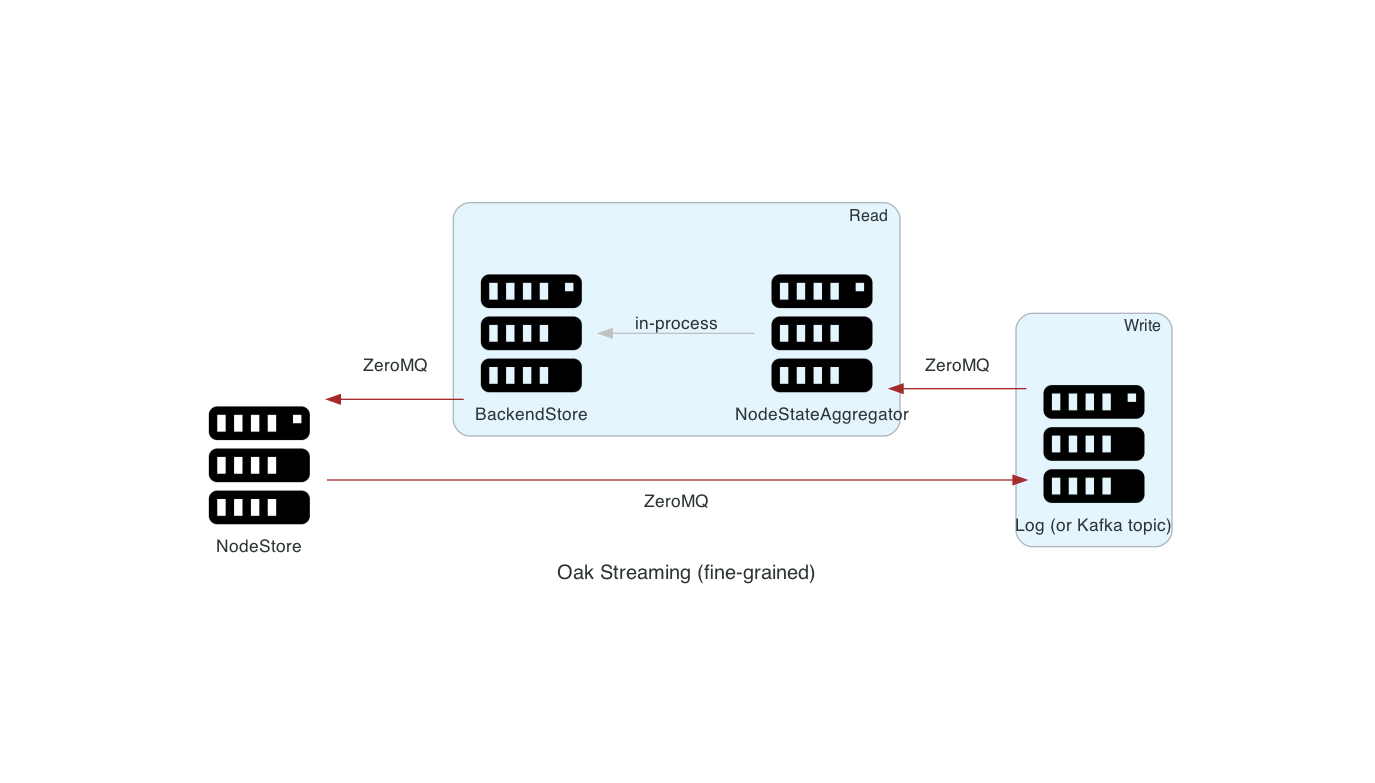 Read
in-process
BackendStore
NodeStateAggregator
ZeroMQ
ZeroMQ
Write
Log (or Kafka topic)
NodeStore
ZeroMQ
Oak Streaming (fine-grained)